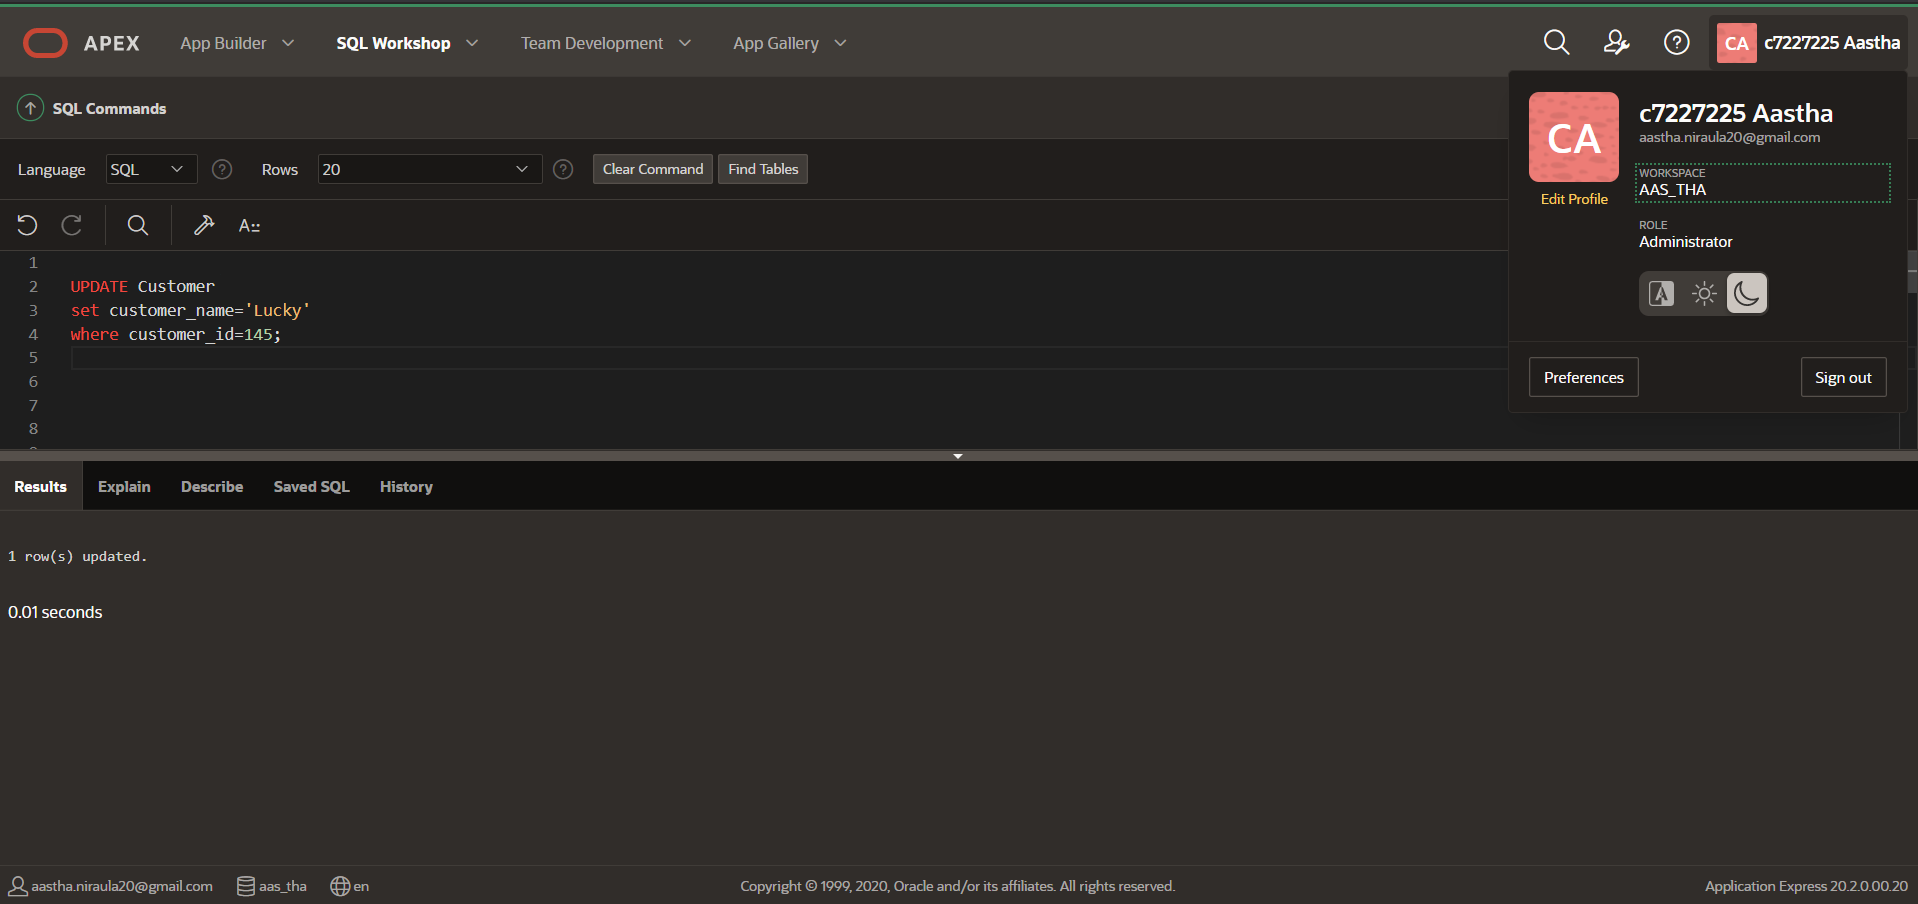 APEX App Builder SQL Workshop Team Development App Gallery CA c7227225 Aastha
SQL Commands
CA
c7227225 Aastha
aastha.niraula20@gmail.com
WORKSPACE
AAS_THA
Edit Profile
ROLE
Administrator
Preferences Sign out
Language SQL ? Rows 20 ? Clear Command Find Tables
1
2 UPDATE Customer
3 set customer_name='Lucky'
4 where customer_id=145;
5
6
7
8
Results Explain Describe Saved SQL History
1 row(s) updated.
0.01 seconds
aastha.niraula20@gmail.com aas_tha en Copyright © 1999, 2020, Oracle and/or its affiliates. All rights reserved. Application Express 20.2.0.00.20